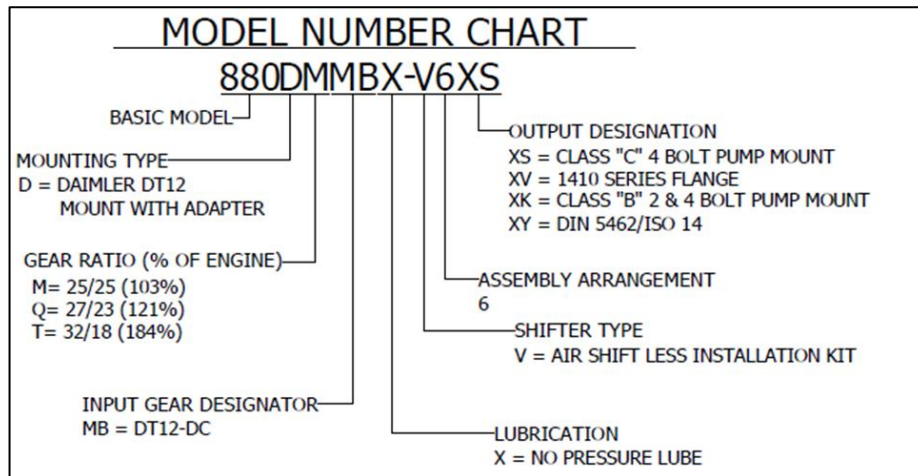 MODEL NUMBER CHART
880DMMBX-V6XS
BASIC MODEL
MOUNTING TYPE
D = DAIMLER DT12
MOUNT WITH ADAPTER
GEAR RATIO (% OF ENGINE)
M= 25/25 (103%)
Q= 27/23 (121%)
T= 32/18 (184%)
INPUT GEAR DESIGNATOR
MB = DT12-DC
OUTPUT DESIGNATION
XS = CLASS "C" 4 BOLT PUMP MOUNT
XV = 1410 SERIES FLANGE
XK = CLASS "B" 2 & 4 BOLT PUMP MOUNT
XY = DIN 5462/ISO 14
ASSEMBLY ARRANGEMENT
6
SHIFTER TYPE
V = AIR SHIFT LESS INSTALLATION KIT
LUBRICATION
X = NO PRESSURE LUBE